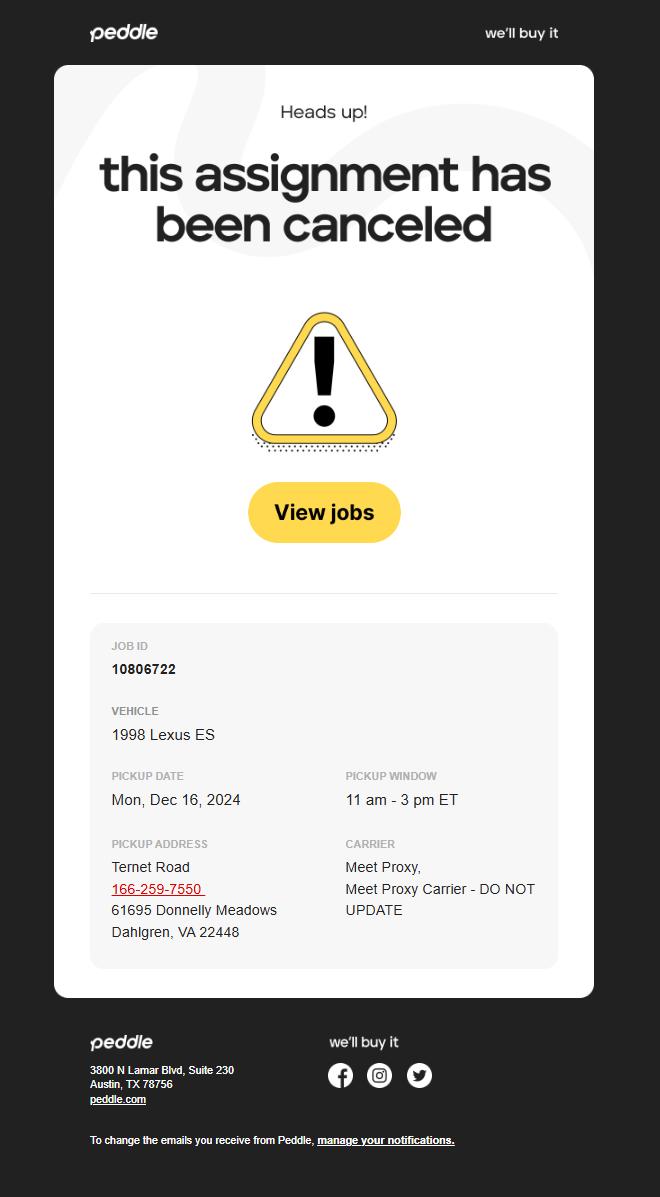 peddle
we'll buy it
Heads up!
this assignment has
been canceled
View jobs
JOB ID
10806722
VEHICLE
1998 Lexus ES
PICKUP DATE
Mon, Dec 16, 2024
PICKUP WINDOW
11 am - 3 pm ET
PICKUP ADDRESS
Ternet Road
166-259-7550
61695 Donnelly Meadows
Dahlgren, VA 22448
CARRIER
Meet Proxy,
Meet Proxy Carrier - DO NOT
UPDATE
peddle
3800 N Lamar Blvd, Suite 230
Austin, TX 78756
peddle.com
we'll buy it
To change the emails you receive from Peddle, manage your notifications.